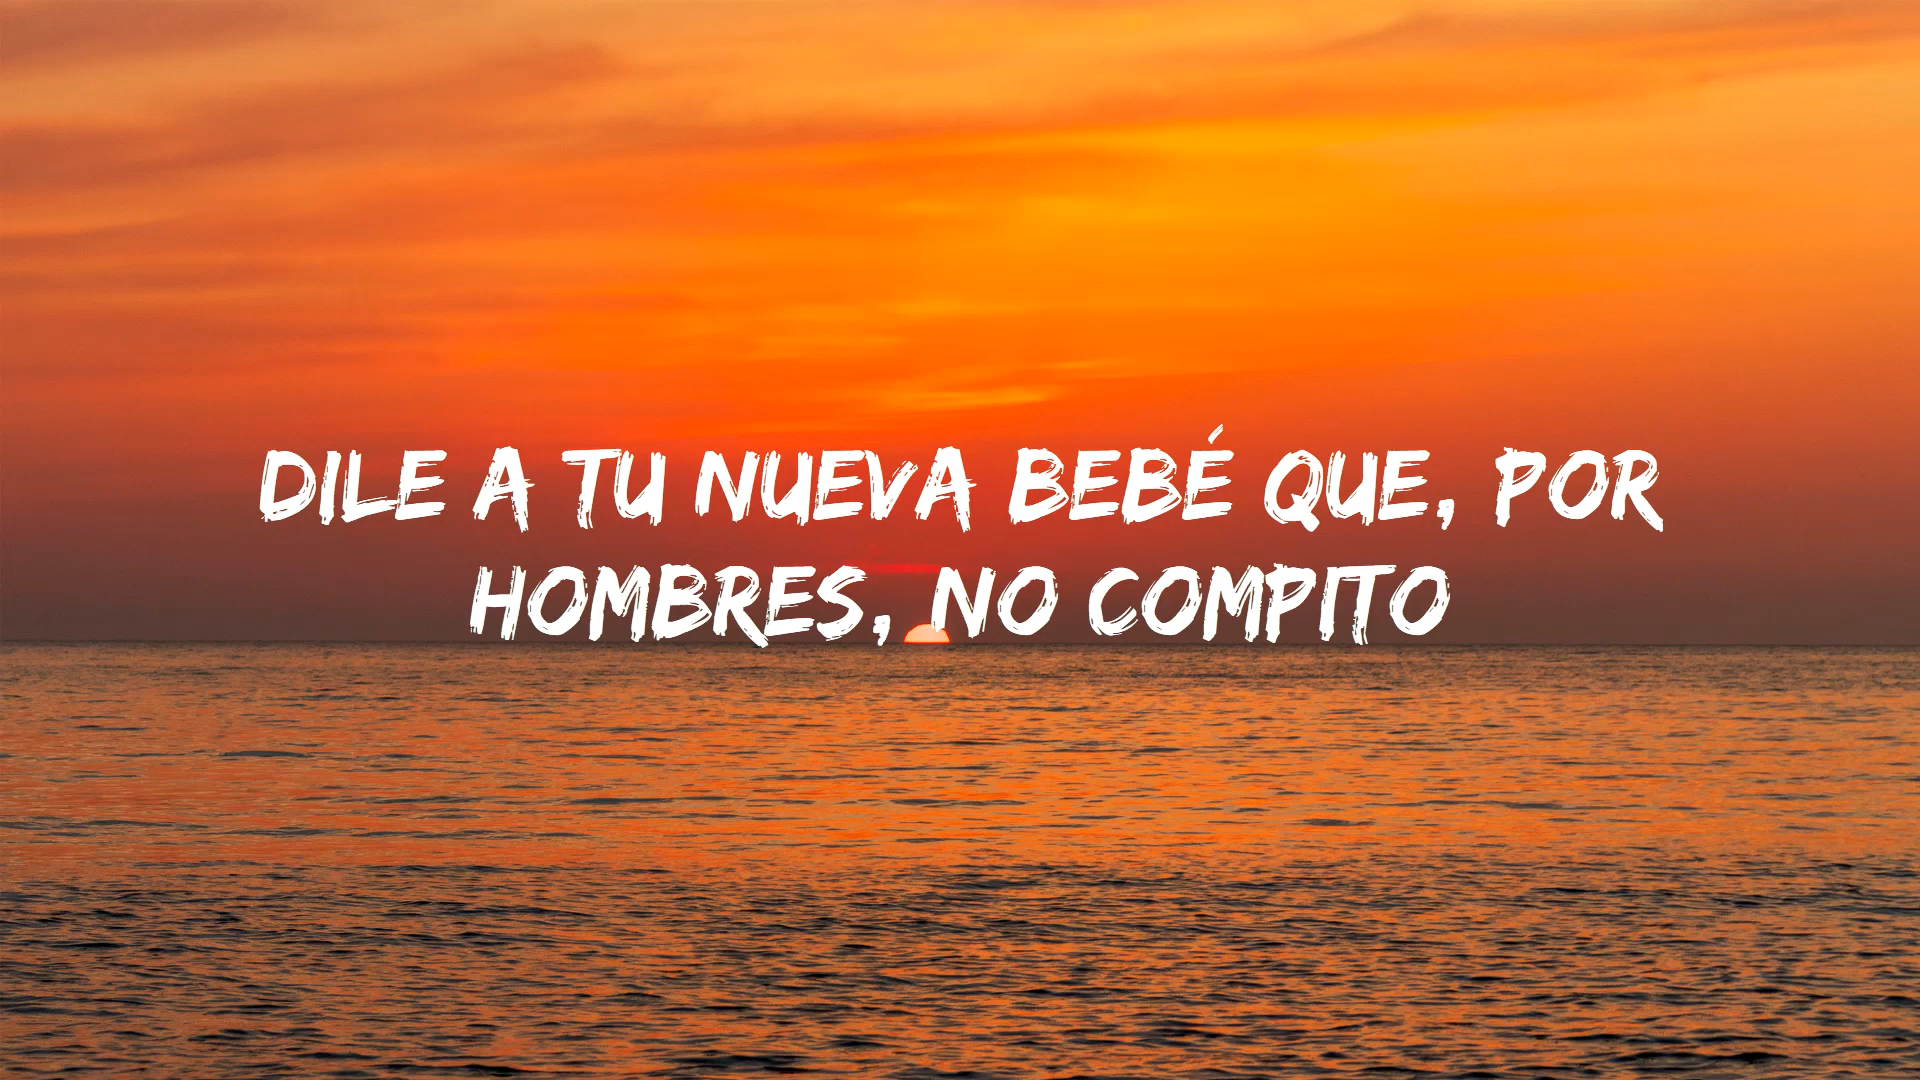 DILE A TU NUEVA BEBÉ QUE, POR
HOMBRES, NO COMPITO